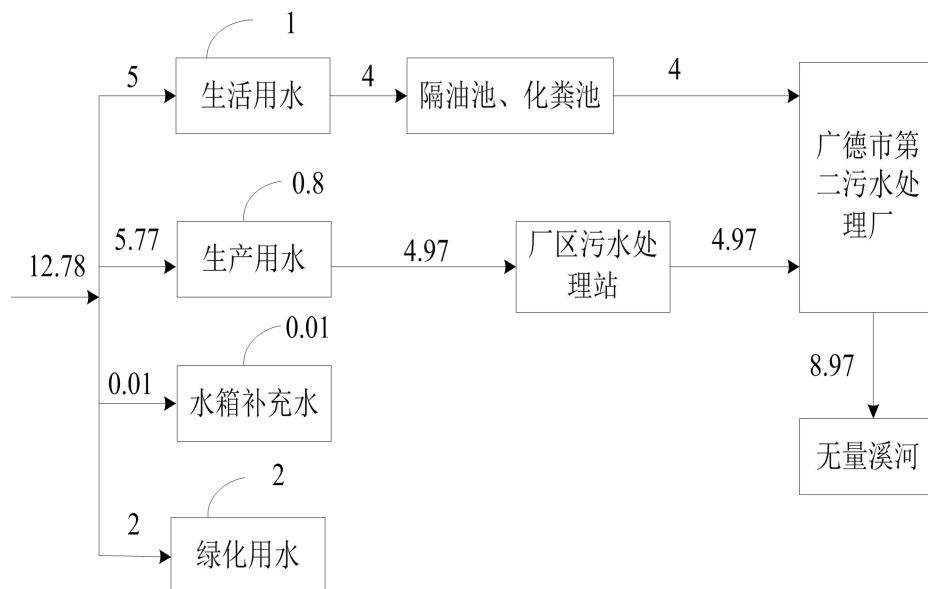 1
5
生活用水
4
隔油池、化粪池
4
广德市第
二污水处
理厂
0.8
12.78
5.77
生产用水
4.97
厂区污水处
理站
4.97
0.01
0.01
水箱补充水
8.97
无量溪河
2
2
绿化用水